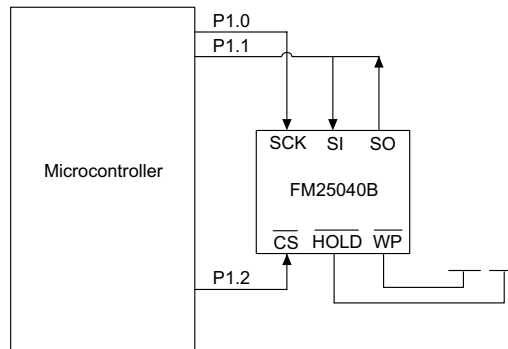 P1.0
P1.1
SCK SI SO
Microcontroller
FM25040B
CS HOLD WP
P1.2